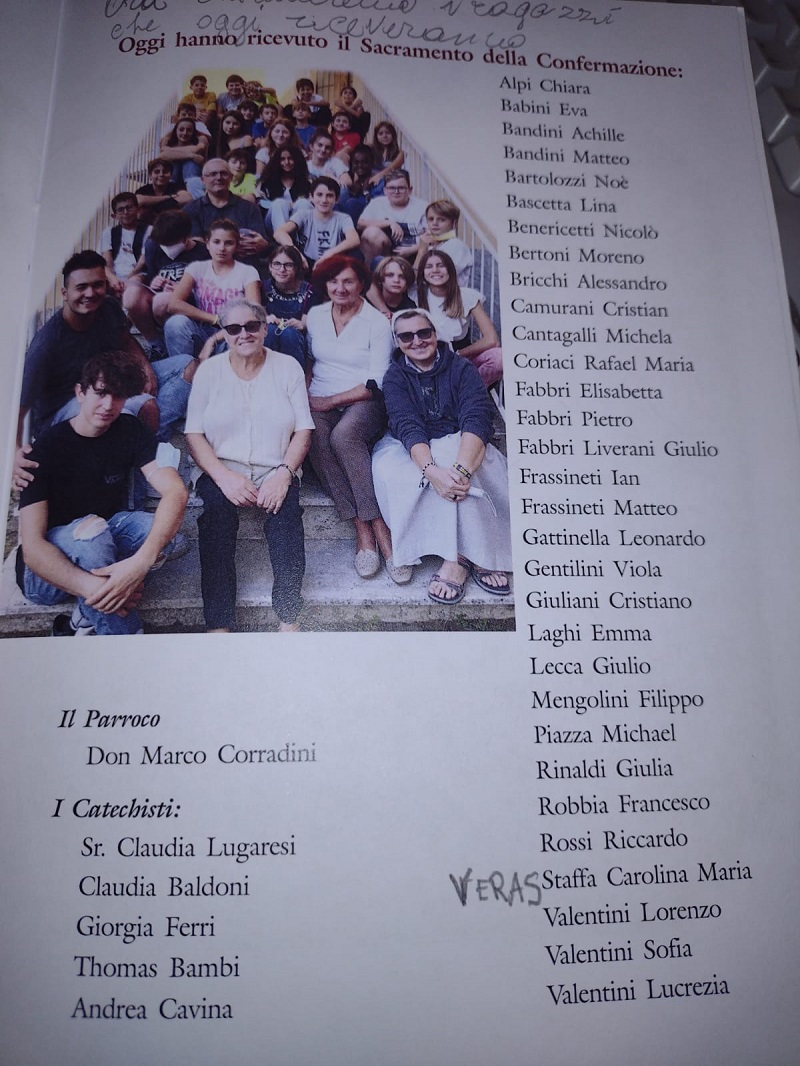 ragazzi
che oggi riceveranno
Oggi hanno ricevuto il Sacramento della Confermazione:
Alpi Chiara
Babini Eva
Bandini Achille
Bandini Matteo
Bartolozzi Noè
Bascetta Lina
Benericetti Nicolò
Bertoni Moreno
Bricchi Alessandro
Camurani Cristian
Cantagalli Michela
Coriaci Rafael Maria
Fabbri Elisabetta
Fabbri Pietro
Fabbri Liverani Giulio
Frassineti Ian
Frassineti Matteo
Gattinella Leonardo
Gentilini Viola
Giuliani Cristiano
Laghi Emma
Lecca Giulio
Mengolini Filippo
Piazza Michael
Rinaldi Giulia
Robbia Francesco
Rossi Riccardo
VERAS Staffa Carolina Maria
Valentini Lorenzo
Valentini Sofia
Valentini Lucrezia
Il Parroco
Don Marco Corradini
I Catechisti:
Sr. Claudia Lugaresi
Claudia Baldoni
Giorgia Ferri
Thomas Bambi
Andrea Cavina